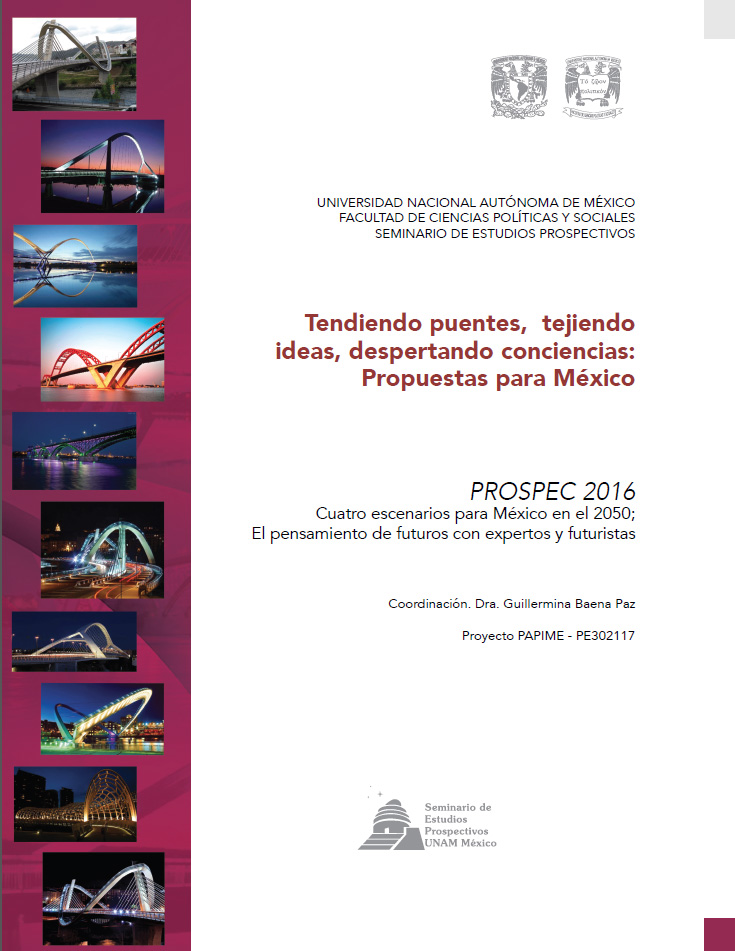 UNIVERSIDAD NACIONAL AUTÓNOMA DE MÉXICO
FACULTAD DE CIENCIAS POLÍTICAS Y SOCIALES
SEMINARIO DE ESTUDIOS PROSPECTIVOS
Tendiendo puentes, tejiendo
ideas, despertando conciencias:
Propuestas para México
PROSPEC 2016
Cuatro escenarios para México en el 2050;
El pensamiento de futuros con expertos y futuristas
Coordinación. Dra. Guillermina Baena Paz
Proyecto PAPIME - PE302117
Seminario de
Estudios
Prospectivos
UNAM México